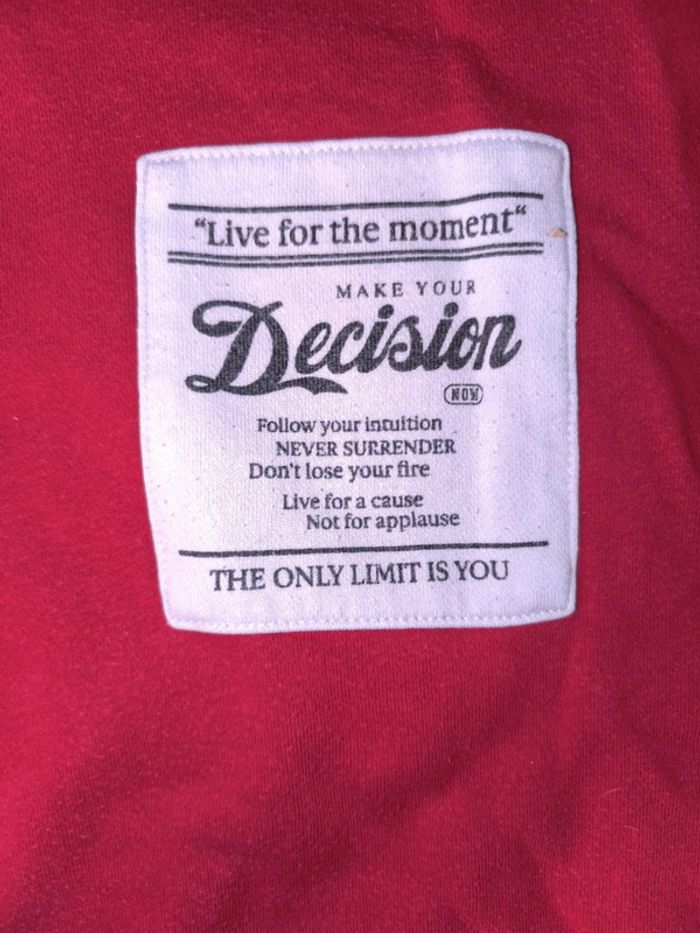 “Live for the moment“
MAKE YOUR
Decision
NOW
Follow your intuition
NEVER SURRENDER
Don't lose your fire
Live for a cause
Not for applause
THE ONLY LIMIT IS YOU